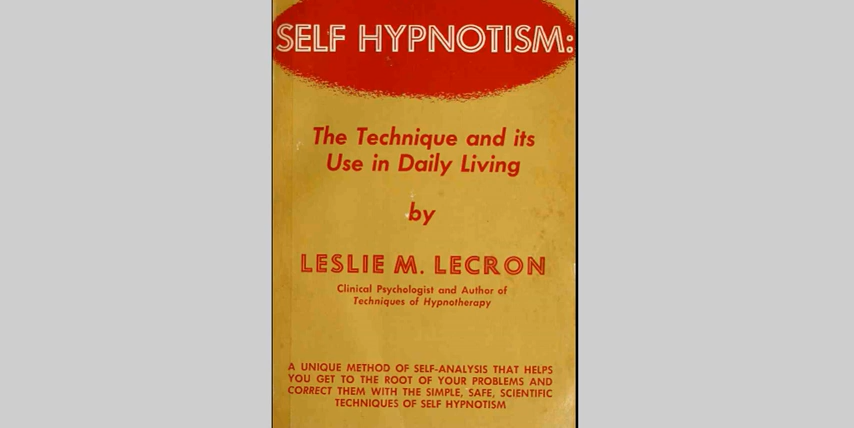 SELF HYPNOTISM:
The Technique and its
Use in Daily Living
by
LESLIE M. LECRON
Clinical Psychologist and Author of
Techniques of Hypnotherapy
A UNIQUE METHOD OF SELF-ANALYSIS THAT HELPS
YOU GET TO THE ROOT OF YOUR PROBLEMS AND
CORRECT THEM WITH THE SIMPLE, SAFE, SCIENTIFIC
TECHNIQUES OF SELF HYPNOTISM